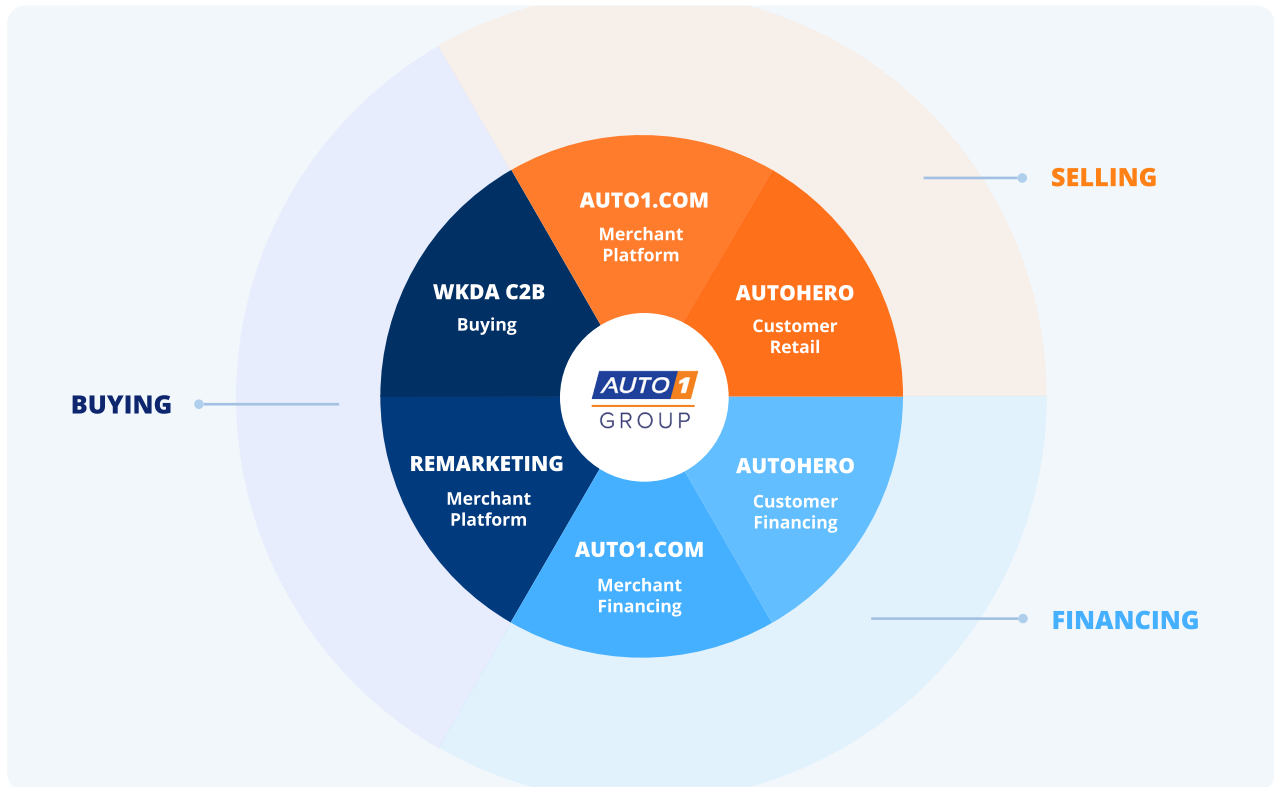 SELLING
AUTO1.COM
Merchant
Platform
AUTOHERO
Customer
Retail
WKDA C2B
Buying
AUTO1
GROUP
BUYING
REMARKETING
Merchant
Platform
AUTOHERO
Customer
Financing
AUTO1.COM
Merchant
Financing
FINANCING